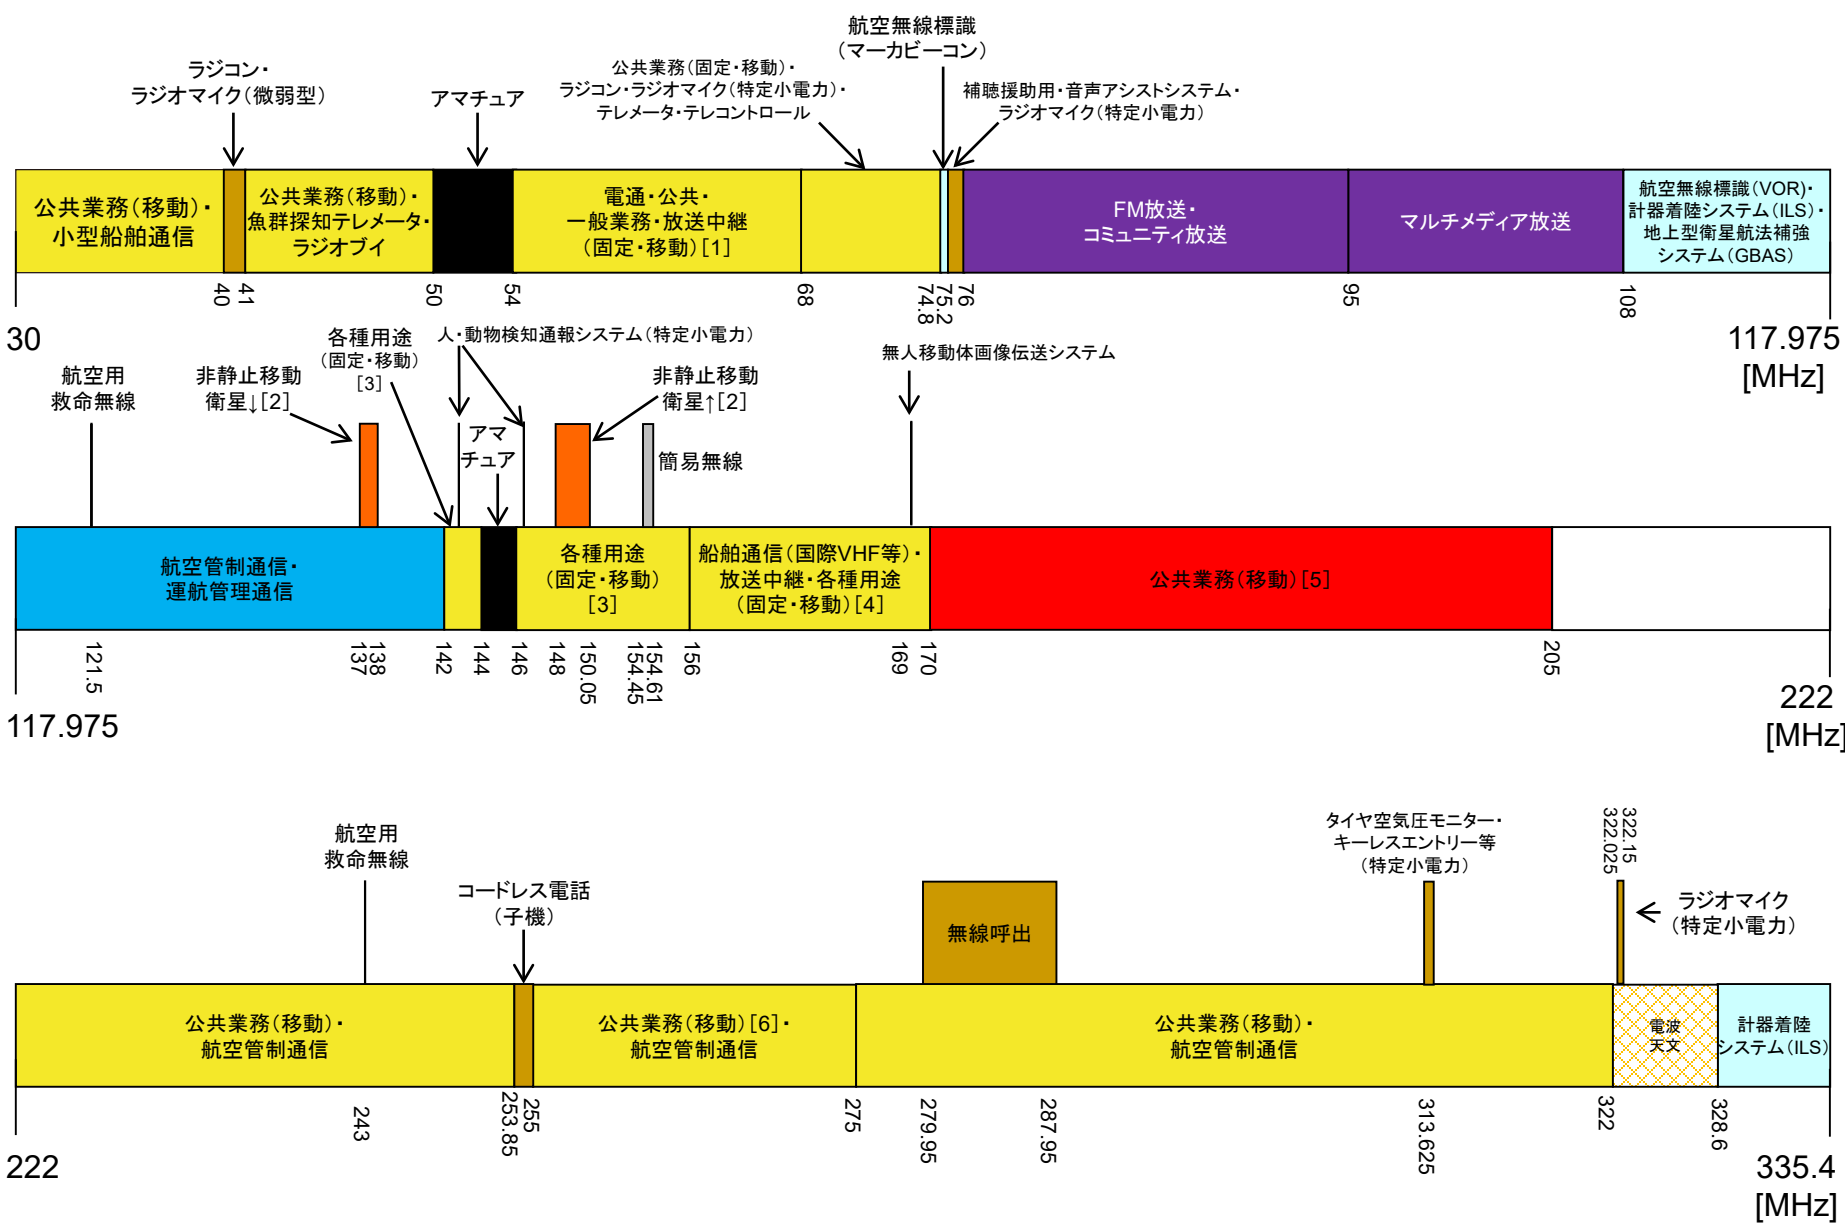 航空無線標識
（マーカビーコン）
ラジコン・
ラジオマイク（微弱型）
アマチュア
公共業務（固定・移動）・
ラジコン・ラジオマイク（特定小電力）・
テレメータ・テレコントロール
補聴援助用・音声アシストシステム・
ラジオマイク（特定小電力）
公共業務（移動）・
小型船舶通信
公共業務（移動）・
魚群探知テレメータ・
ラジオブイ
電通・公共・
一般業務・放送中継
（固定・移動）[1]
FM放送・
コミュニティ放送
マルチメディア放送
航空無線標識（VOR）・
計器着陸システム（ILS）・
地上型衛星航法補強
システム（GBAS）
40
41
50
54
68
74.8
75.2
76
95
108
30
117.975
[MHz]
航空用
救命無線
非静止移動
衛星↓[2]
各種用途
（固定・移動）
[3]
人・動物検知通報システム（特定小電力）
アマ
チュア
非静止移動
衛星↑[2]
簡易無線
無人移動体画像伝送システム
航空管制通信・
運航管理通信
各種用途
（固定・移動）
[3]
船舶通信（国際VHF等）・
放送中継・各種用途
（固定・移動）[4]
公共業務（移動）[5]
121.5
137
138
142
144
146
148
150.05
154.45
154.61
156
169
170
205
117.975
222
[MHz]
航空用
救命無線
コードレス電話
（子機）
無線呼出
タイヤ空気圧モニター・
キーレスエントリー等
（特定小電力）
322.15
322.025
ラジオマイク
（特定小電力）
公共業務（移動）・
航空管制通信
公共業務（移動）[6]・
航空管制通信
公共業務（移動）・
航空管制通信
電波
天文
計器着陸
システム（ILS）
243
253.85
255
275
279.95
287.95
313.625
322
328.6
222
335.4
[MHz]